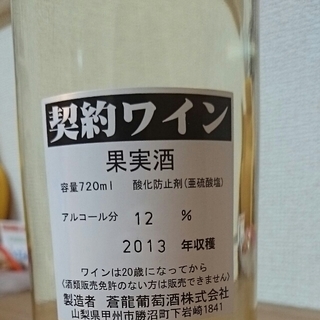 契約ワイン
果実酒
容量720ml 酸化防止剤(亜硫酸塩)
アルコール分 12 %
2013 年収穫
ワインは20歳になってから
(酒類販売免許のない方は販売できません)
製造者 蒼龍葡萄酒株式会社
山梨県甲州市勝沼町下岩崎1841